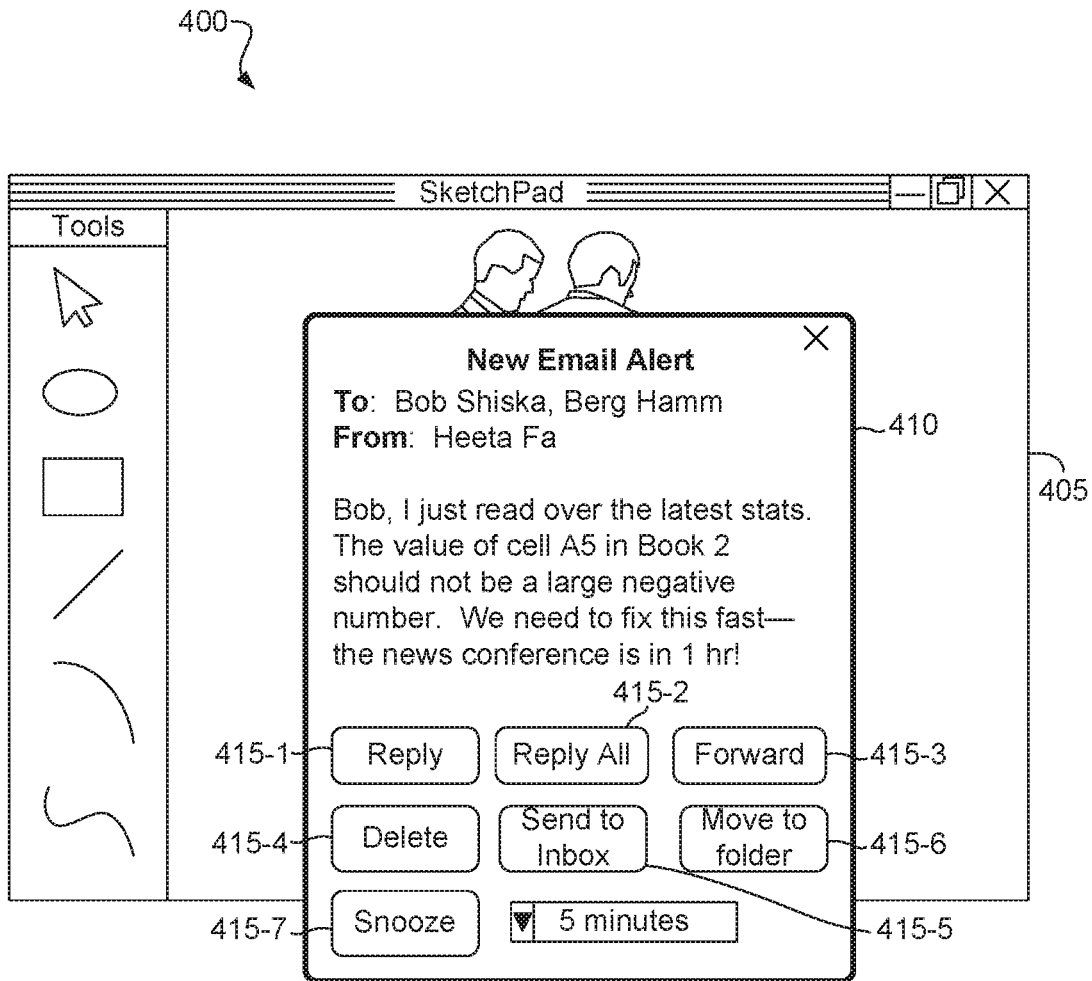 400
SketchPad
Tools
New Email Alert
To: Bob Shiska, Berg Hamm
From: Heeta Fa
410
405
Bob, I just read over the latest stats.
The value of cell A5 in Book 2
should not be a large negative
number. We need to fix this fast—
the news conference is in 1 hr!
415-2
415-1 Reply Reply All Forward 415-3
415-4 Delete Send to Inbox Move to folder 415-6
415-7 Snooze 5 minutes 415-5